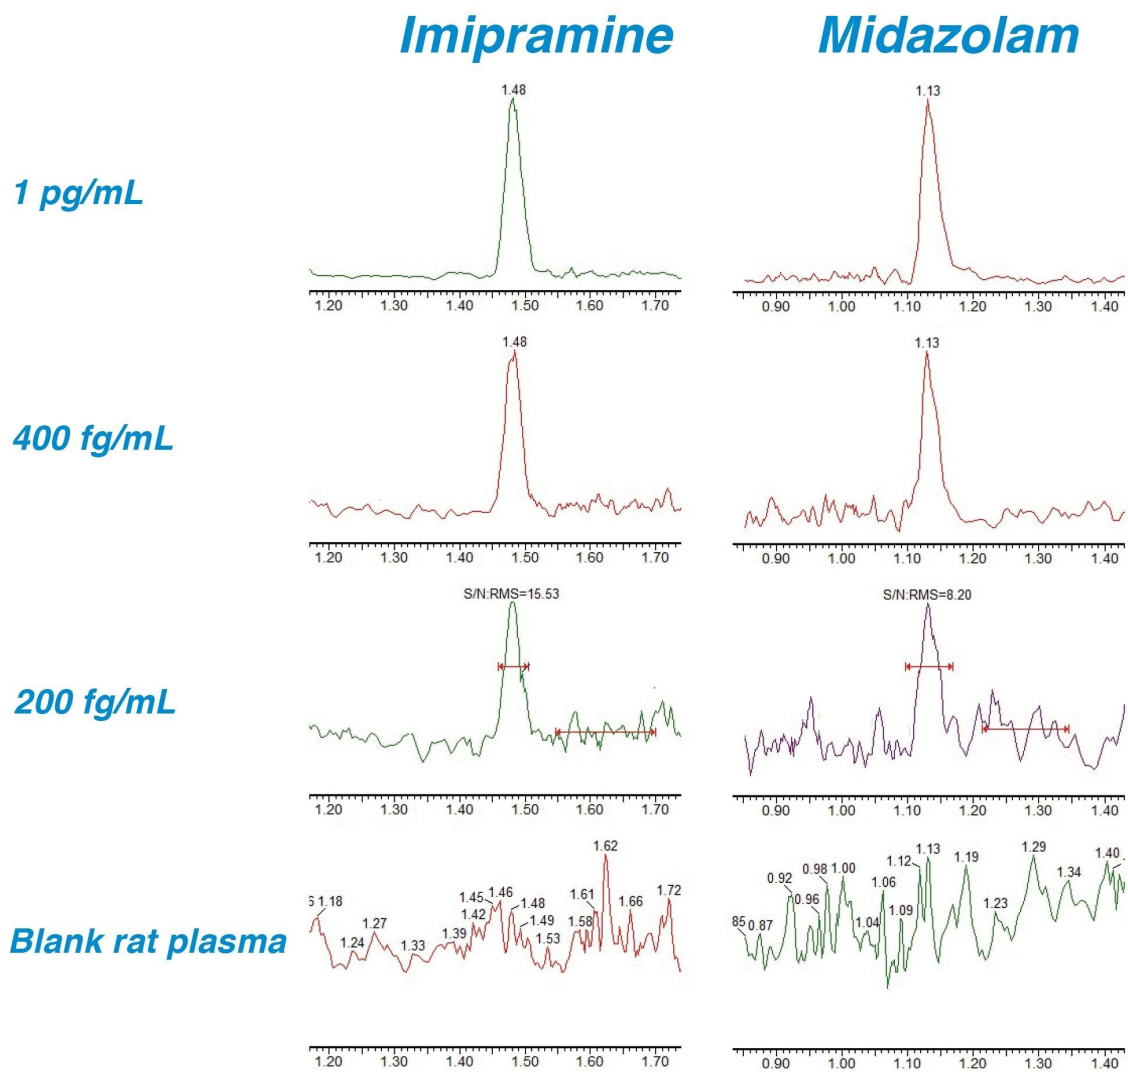 Imipramine Midazolam
1 pg/mL
1.48
1.13
1.20 1.30 1.40 1.50 1.60 1.70
0.90 1.00 1.10 1.20 1.30 1.40
400 fg/mL
1.48
1.13
1.20 1.30 1.40 1.50 1.60 1.70
0.90 1.00 1.10 1.20 1.30 1.40
200 fg/mL
S/N:RMS=15.53
S/N:RMS=8.20
1.20 1.30 1.40 1.50 1.60 1.70
0.90 1.00 1.10 1.20 1.30 1.40
Blank rat plasma
6 1.18 1.24 1.27 1.33 1.39 1.42 1.45 1.46 1.48 1.49 1.53 1.58 1.61 1.62 1.66 1.72
85 0.87 0.92 0.96 0.98 1.00 1.04 1.06 1.09 1.12 1.13 1.19 1.23 1.29 1.34 1.40
1.20 1.30 1.40 1.50 1.60 1.70
0.90 1.00 1.10 1.20 1.30 1.40